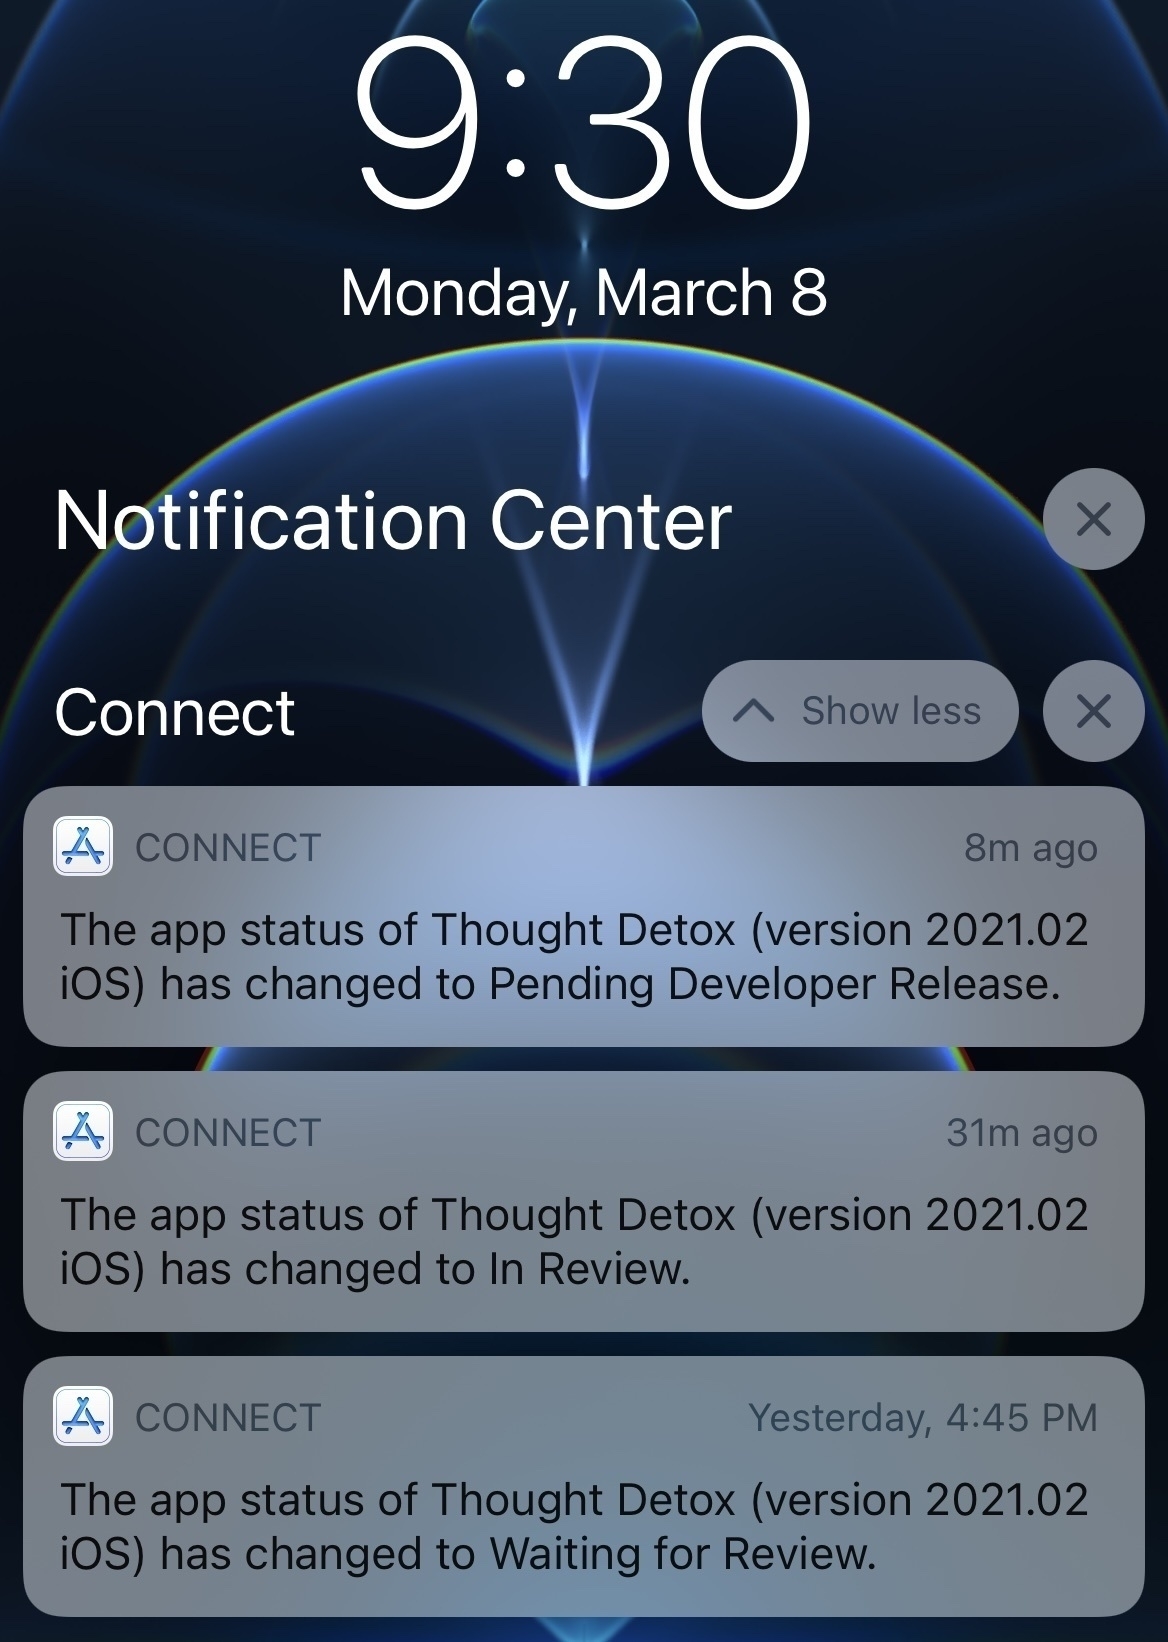 9:30
Monday, March 8
Notification Center
Connect
Show less
CONNECT 8m ago
The app status of Thought Detox (version 2021.02
iOS) has changed to Pending Developer Release.
CONNECT 31m ago
The app status of Thought Detox (version 2021.02
iOS) has changed to In Review.
CONNECT Yesterday, 4:45 PM
The app status of Thought Detox (version 2021.02
iOS) has changed to Waiting for Review.